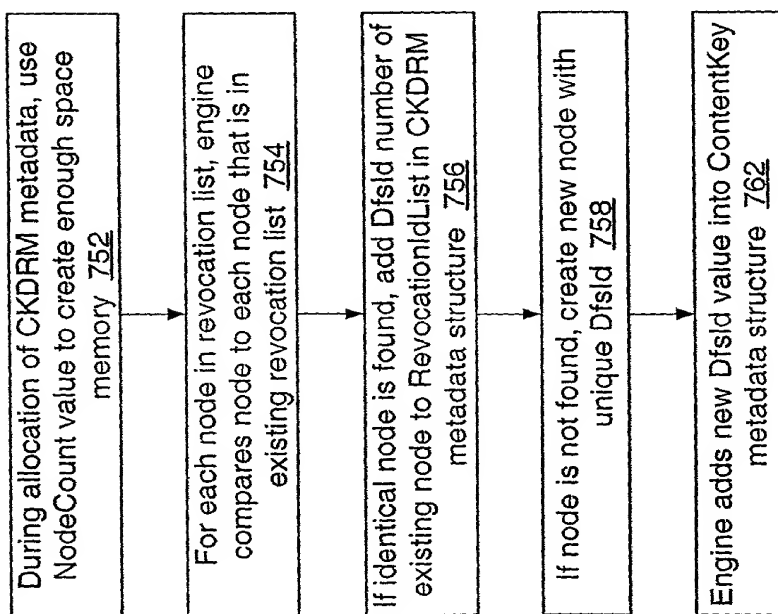 During allocation of CKDRM metadata, use
NodeCount value to create enough space
memory 752
For each node in revocation list, engine
compares node to each node that is in
existing revocation list 754
If identical node is found, add DfsId number of
existing node to RevocationIdList in CKDRM
metadata structure 756
If node is not found, create new node with
unique DfsId 758
Engine adds new DfsId value into ContentKey
metadata structure 762